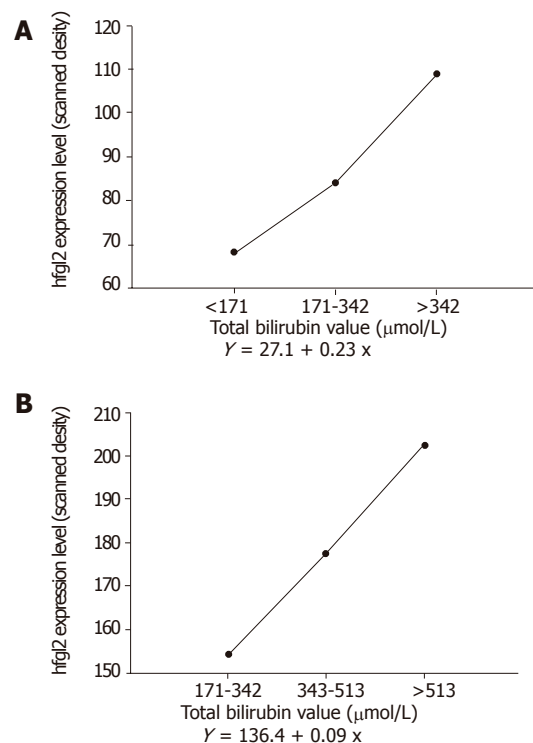 A
hfgl2 expression level (scanned desity)
120
110
100
90
80
70
60
<171 171-342 >342
Total bilirubin value (μmol/L)
Y = 27.1 + 0.23 x
B
hfgl2 expression level (scanned desity)
210
200
190
180
170
160
150
171-342 343-513 >513
Total bilirubin value (μmol/L)
Y = 136.4 + 0.09 x